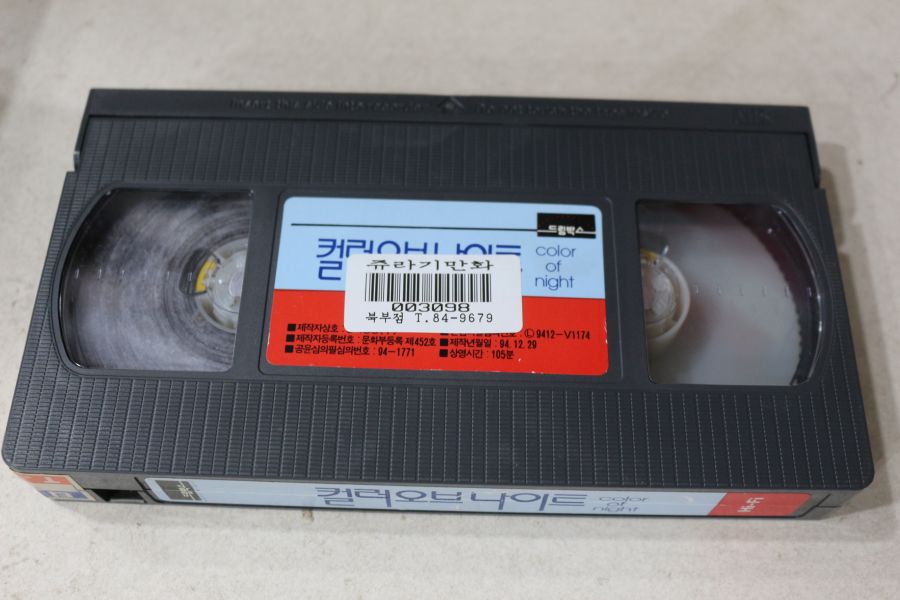 드림박스
컬러오브나이트
color
of
night
쥬라기만화
003098
북부점 T.84-9679
■제작자상호 :
Ⓛ9412-V1174
■제작자등록번호 : 문화부등록 제452호 ■제작년월일 : 94.12.29
■공윤심의필심의번호 : 94-1771 ■상영시간 : 105분
컬러오브나이트
color
of
night
Hi-Fi